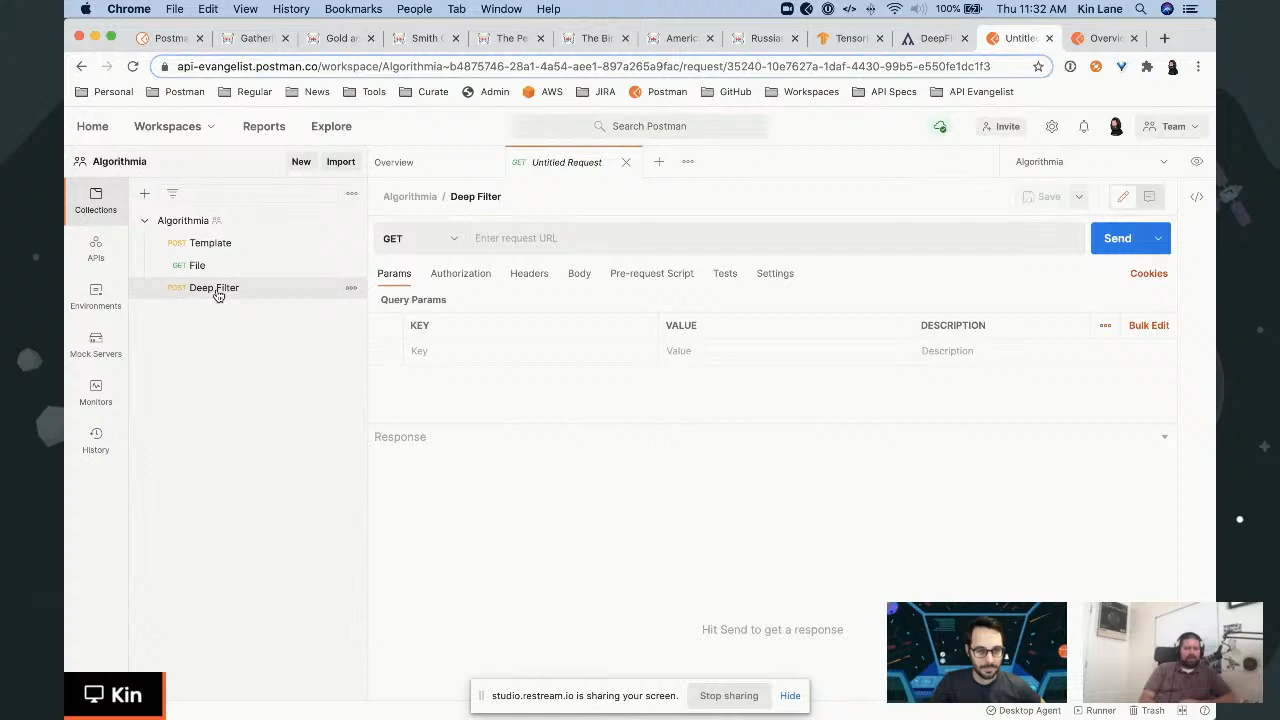 Chrome File Edit View History Bookmarks People Tab Window Help 100% Thu 11:32 AM Kin Lane
Postme Gatheri Gold an Smith C The Pe The Bir Americ Russian Tensori DeepFil Untitle Overvie
api-evangelist.postman.co/workspace/Algorithmia~b4875746-28a1-4a54-aee1-897a265a9fac/request/35240-10e7627a-1daf-4430-99b5-e550fe1dc1f3
Personal Postman Regular News Tools Curate Admin AWS JIRA Postman GitHub Workspaces API Specs API Evangelist
Home Workspaces Reports Explore Search Postman Invite Team
Algorithmia New Import Overview GET Untitled Request Algorithmia
Collections
APIs
Environments
Mock Servers
Monitors
History
Algorithmia
POST Template
GET File
POST Deep Filter
Algorithmia / Deep Filter Save
GET Enter request URL Send
Params Authorization Headers Body Pre-request Script Tests Settings Cookies
Query Params
KEY VALUE DESCRIPTION Bulk Edit
Key Value Description
Response
Hit Send to get a response
Kin
studio.restream.io is sharing your screen. Stop sharing Hide
Desktop Agent Runner Trash